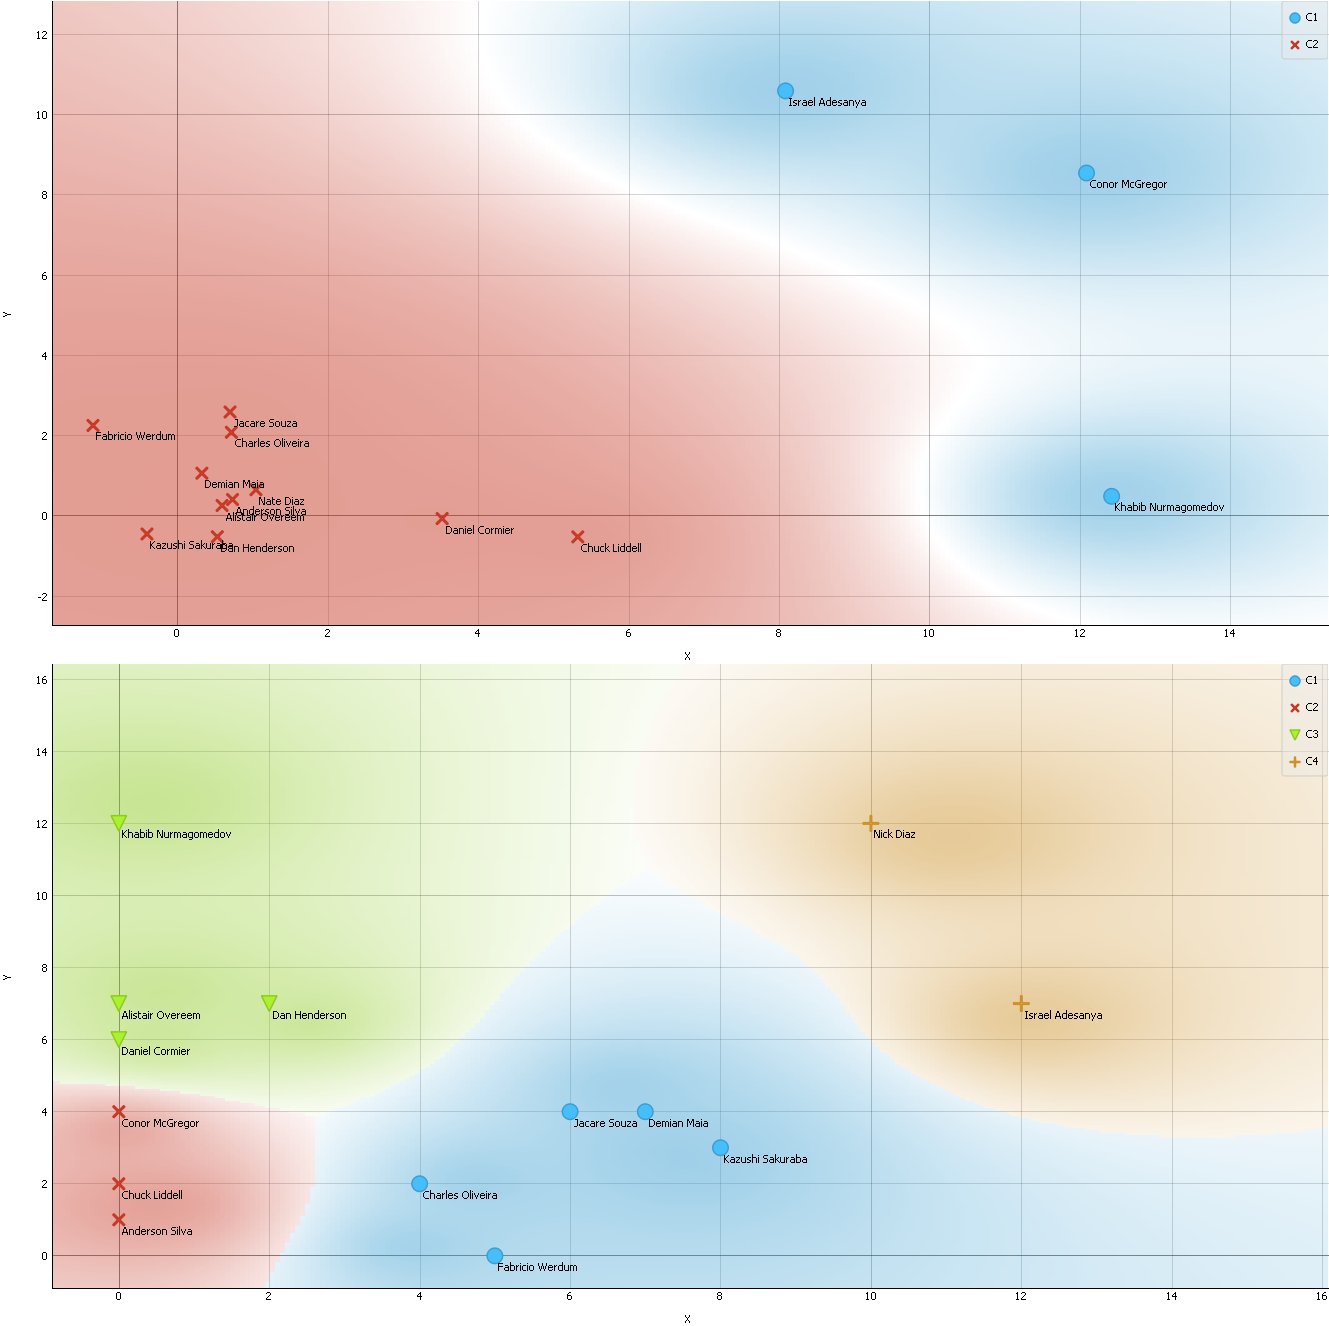 12
10
8
6
4
2
0
-2
Y
C1
C2
Israel Adesanya
Conor McGregor
Jacare Souza
Fabricio Werdum
Charles Oliveira
Demian Maia
Nate Diaz
Khabib Nurmagomedov
Anderson Silva
Alistair Overeem
Daniel Cormier
Kazushi Sakuraba
Dan Henderson
Chuck Liddell
0 2 4 6 8 10 12 14
X
16
14
12
10
8
6
4
2
0
Y
C1
C2
C3
C4
Khabib Nurmagomedov
Nick Diaz
Alistair Overeem
Dan Henderson
Israel Adesanya
Daniel Cormier
Conor McGregor
Jacare Souza
Demian Maia
Kazushi Sakuraba
Chuck Liddell
Charles Oliveira
Anderson Silva
Fabricio Werdum
0 2 4 6 8 10 12 14 16
X